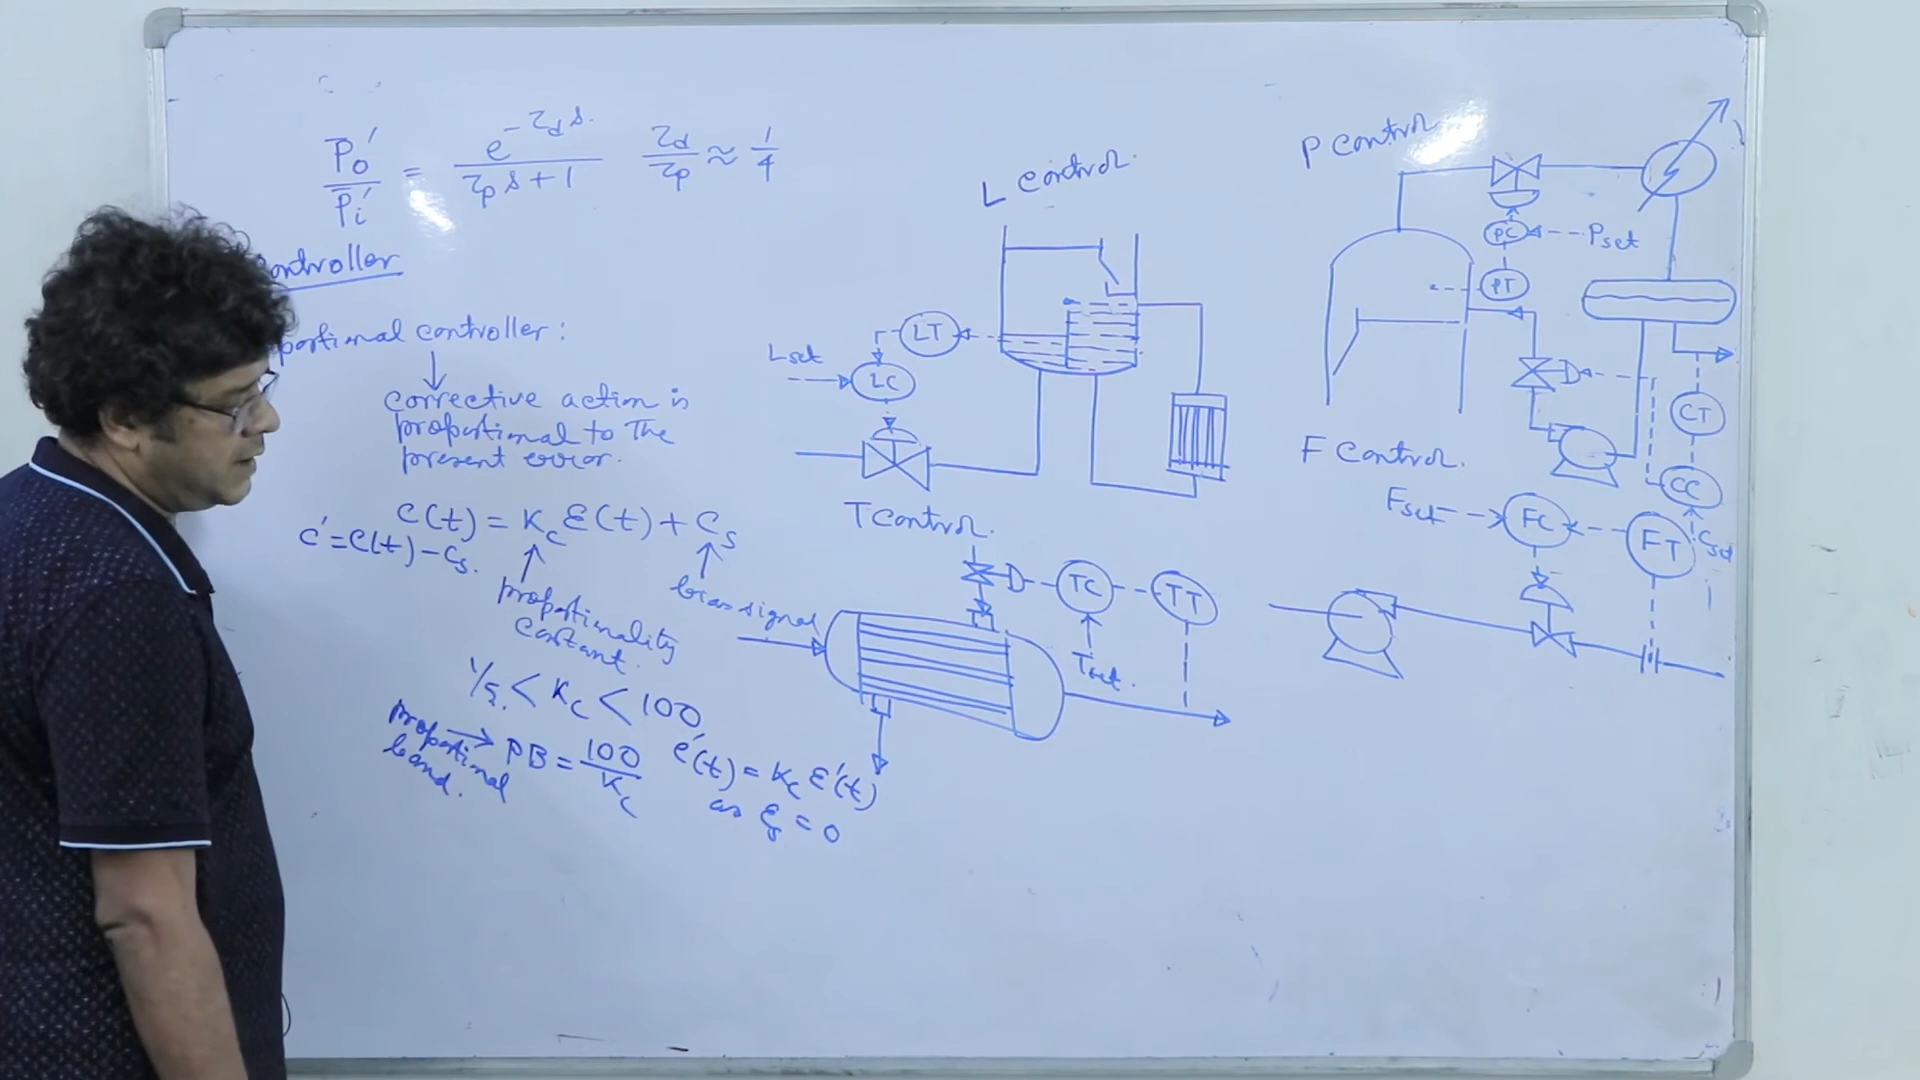 Po'/Pi' = e^(-τd s) / (τp s + 1)    τd/τp ≈ 1/4
ontroller
portional controller:
corrective action is
proportional to the
present error.
c(t) = Kc ε(t) + Cs
c' = c(t) - Cs.
proportionality
constant.
bias signal
< Kc < 100
proportional
band.
PB = 100/Kc
c'(t) = Kc ε'(t)
as εs = 0
L Control.
LT
Lset
LC
T Control.
TC
TT
Tset.
P Control
PC
Pset
PT
CT
CC
Cset
F Control.
Fset
FC
FT